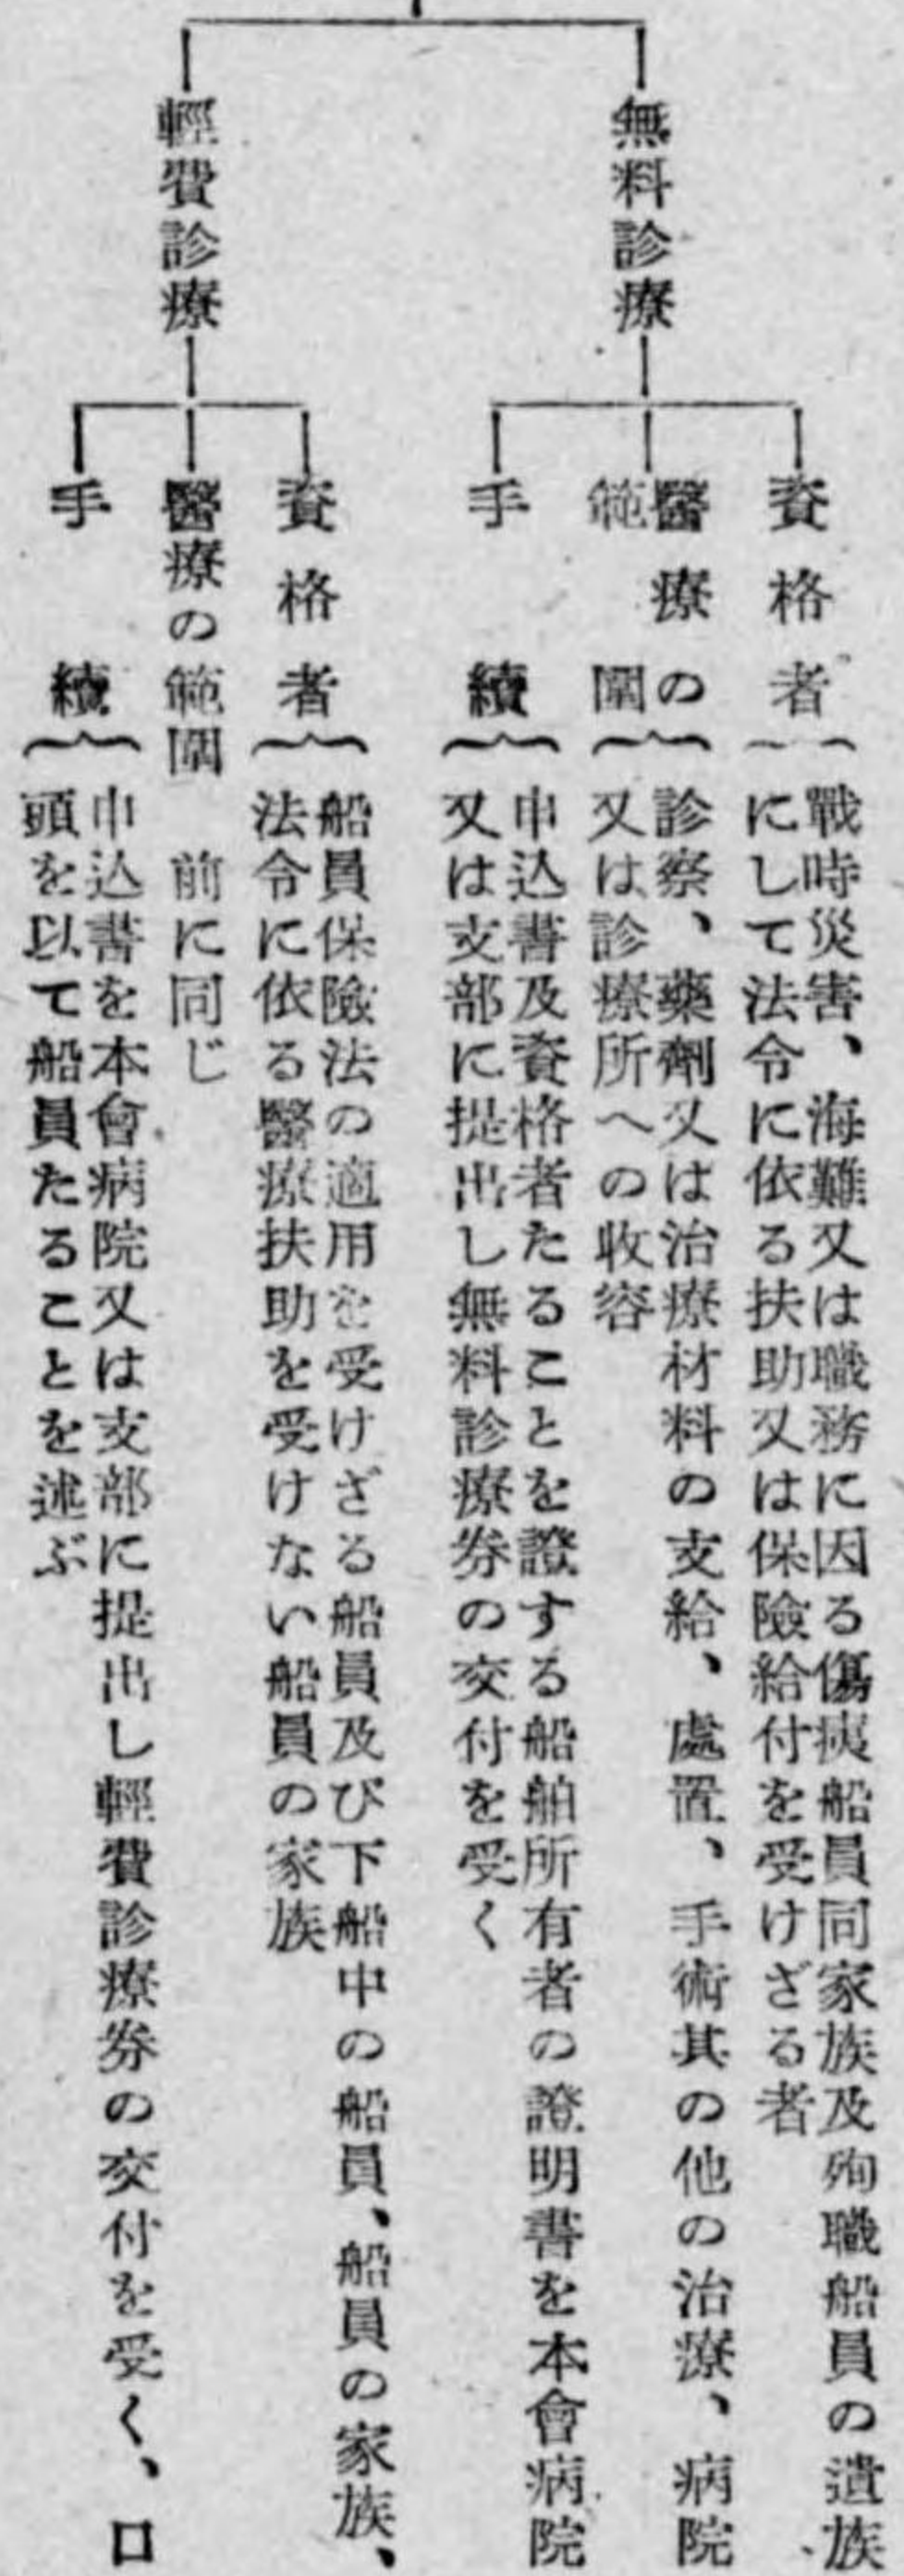 無料診療
資格者
戰時災害、海難又は職務に因る傷痍船員同家族及殉職船員の遺族
にして法令に依る扶助又は保險給付を受けざる者
醫療の
範圍
診察、藥劑又は治療材料の支給、處置、手術其の他の治療、病院
又は診療所への收容
手續
申込書及資格者たることを證する船舶所有者の證明書を本會病院
又は支部に提出し無料診療券の交付を受く
輕費診療
資格者
船員保險法の適用を受けざる船員及び下船中の船員、船員の家族、
法令に依る醫療扶助を受けない船員の家族
醫療の範圍
前に同じ
手續
申込書を本會病院又は支部に提出し輕費診療券の交付を受く、口
頭を以て船員たることを述ぶ